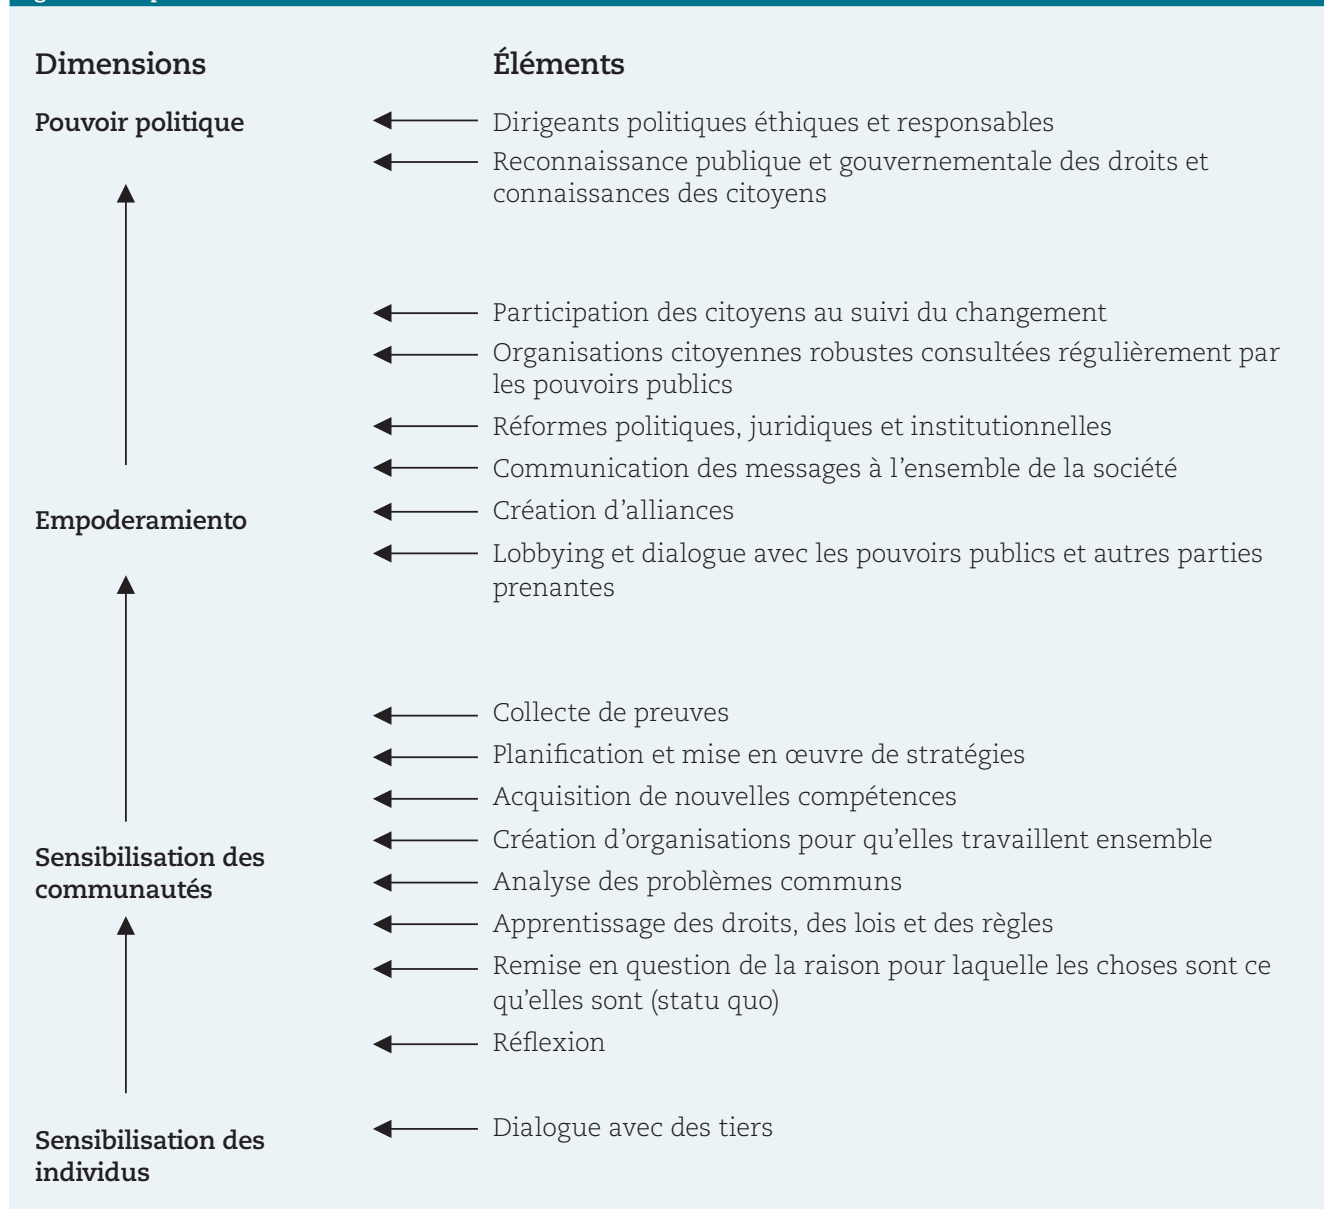 Dimensions
Éléments
Pouvoir politique
Dirigeants politiques éthiques et responsables
Reconnaissance publique et gouvernementale des droits et
connaissances des citoyens
Participation des citoyens au suivi du changement
Organisations citoyennes robustes consultées régulièrement par
les pouvoirs publics
Réformes politiques, juridiques et institutionnelles
Communication des messages à l’ensemble de la société
Empoderamiento
Création d’alliances
Lobbying et dialogue avec les pouvoirs publics et autres parties
prenantes
Collecte de preuves
Planification et mise en œuvre de stratégies
Acquisition de nouvelles compétences
Création d’organisations pour qu’elles travaillent ensemble
Sensibilisation des
communautés
Analyse des problèmes communs
Apprentissage des droits, des lois et des règles
Remise en question de la raison pour laquelle les choses sont ce
qu’elles sont (statu quo)
Réflexion
Dialogue avec des tiers
Sensibilisation des
individus